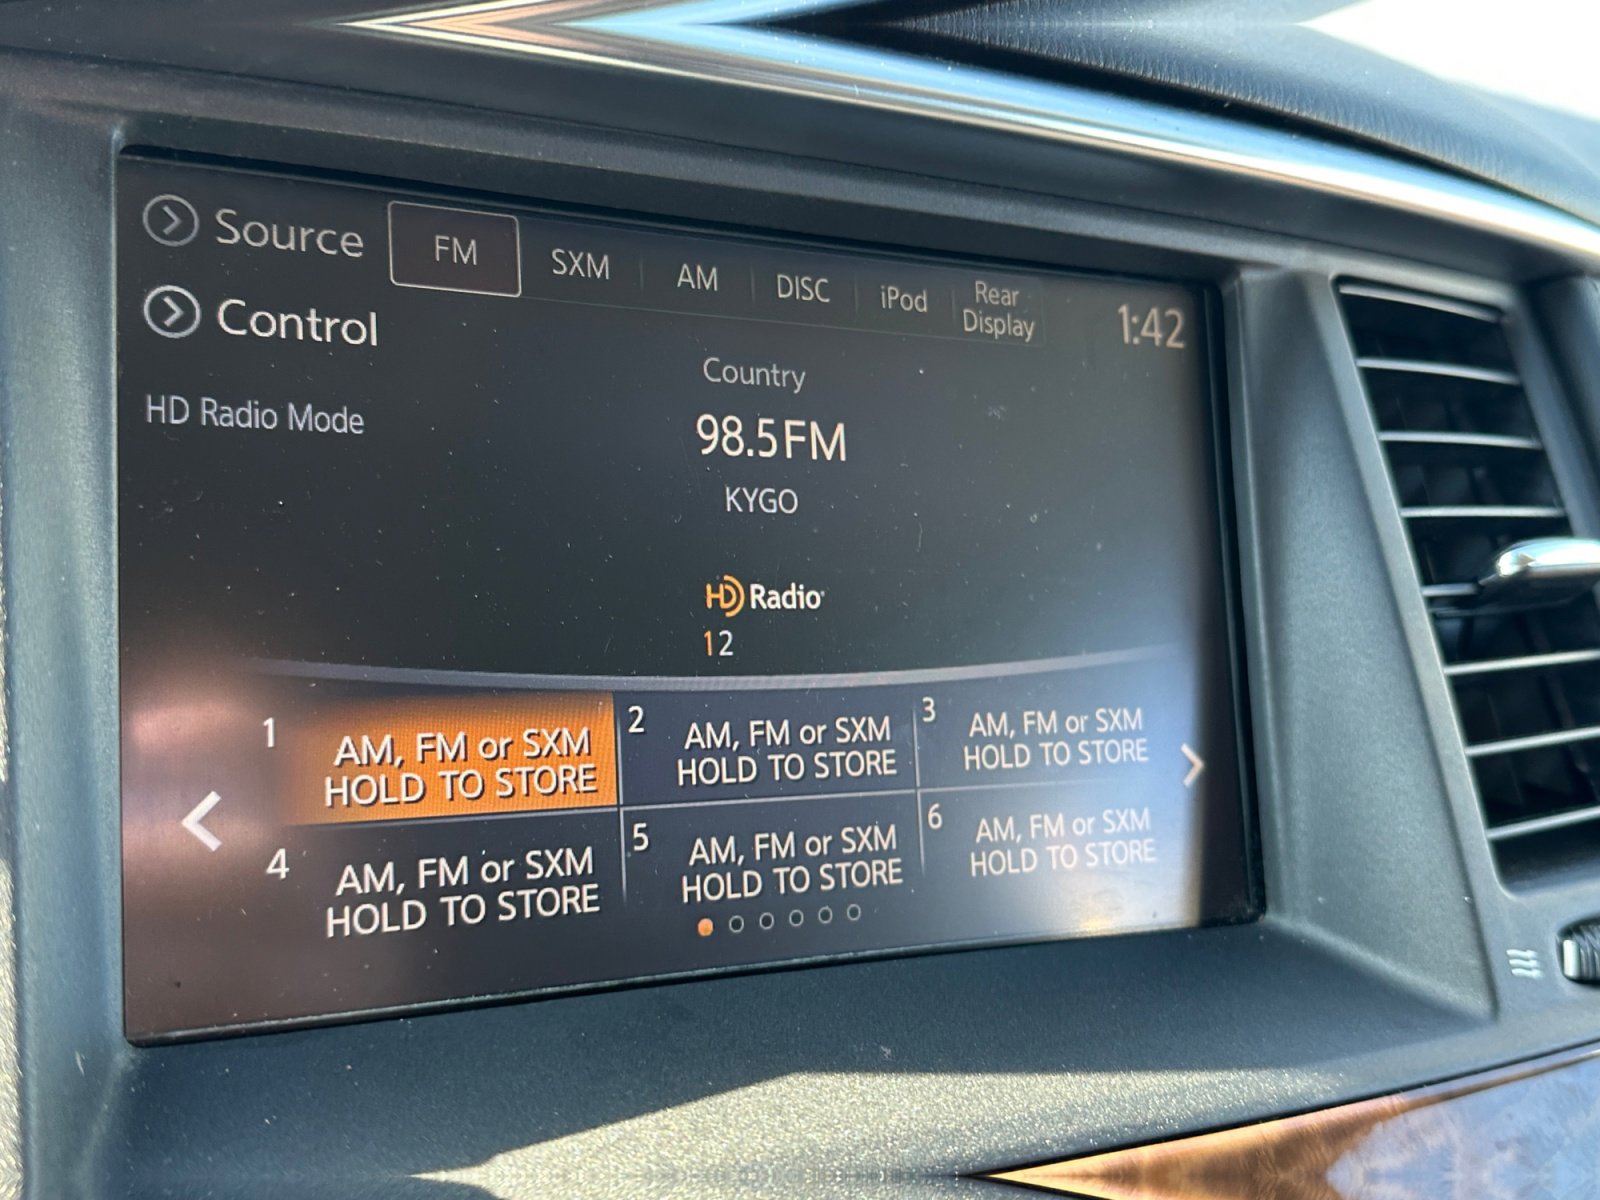 Source
FM
SXM
AM
DISC
iPod
Rear
Display
1:42
Control
Country
HD Radio Mode
98.5FM
KYGO
HD Radio
1 2
1
AM, FM or SXM
HOLD TO STORE
2
AM, FM or SXM
HOLD TO STORE
3
AM, FM or SXM
HOLD TO STORE
4
AM, FM or SXM
HOLD TO STORE
5
AM, FM or SXM
HOLD TO STORE
6
AM, FM or SXM
HOLD TO STORE